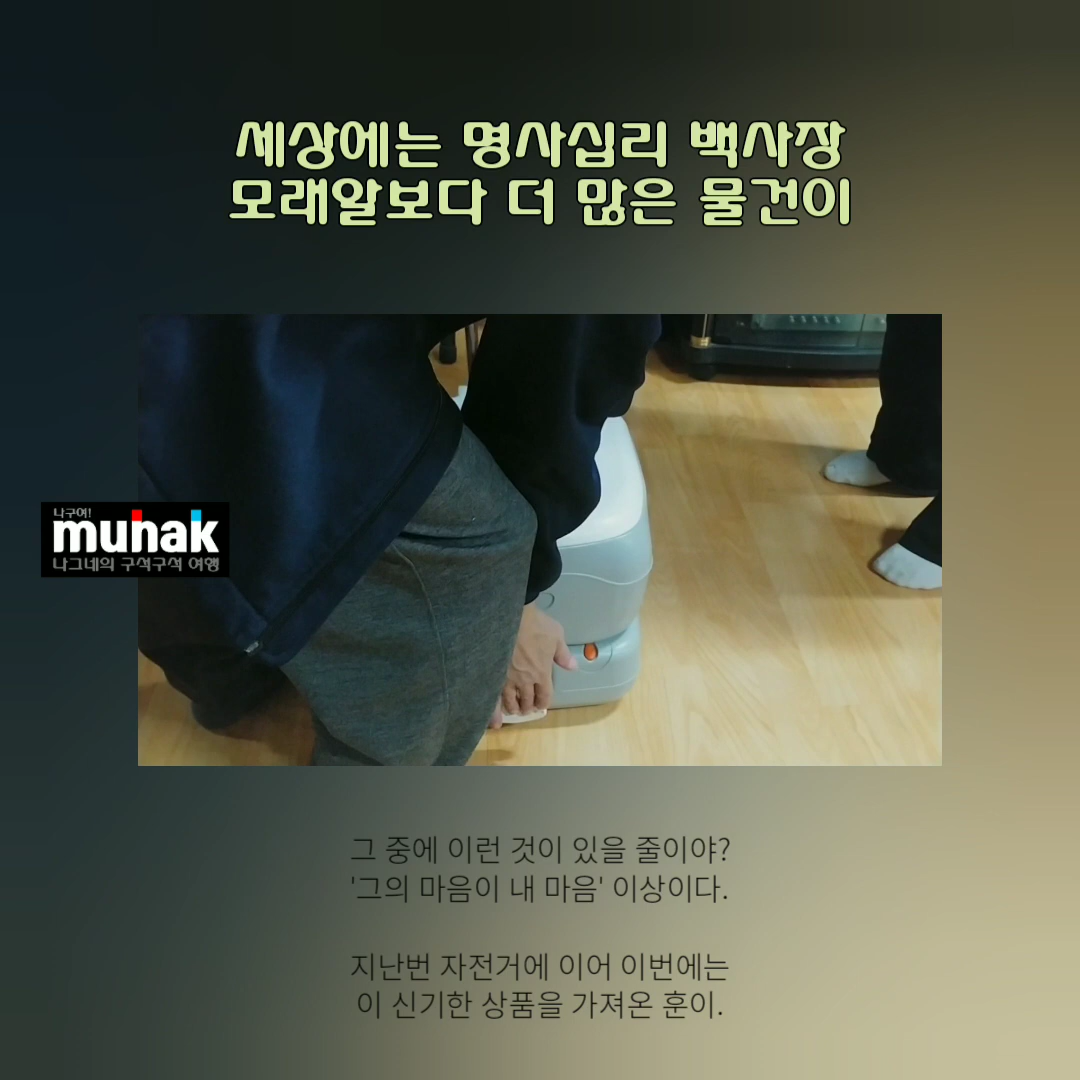 세상에는 명사십리 백사장
모래알보다 더 많은 물건이
나구여!
muhak
나그네의 구석구석 여행
그 중에 이런 것이 있을 줄이야?
'그의 마음이 내 마음' 이상이다.
지난번 자전거에 이어 이번에는
이 신기한 상품을 가져온 훈이.